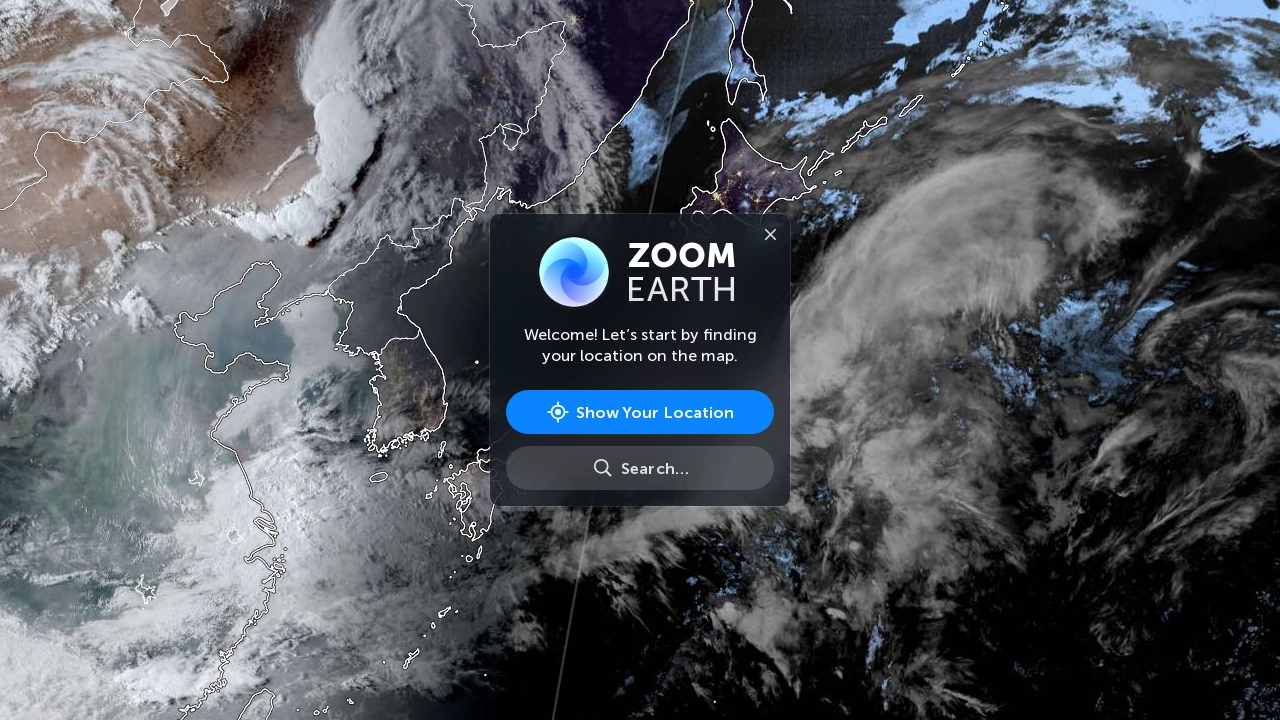 ZOOM
EARTH
Welcome! Let’s start by finding
your location on the map.
Show Your Location
Search...